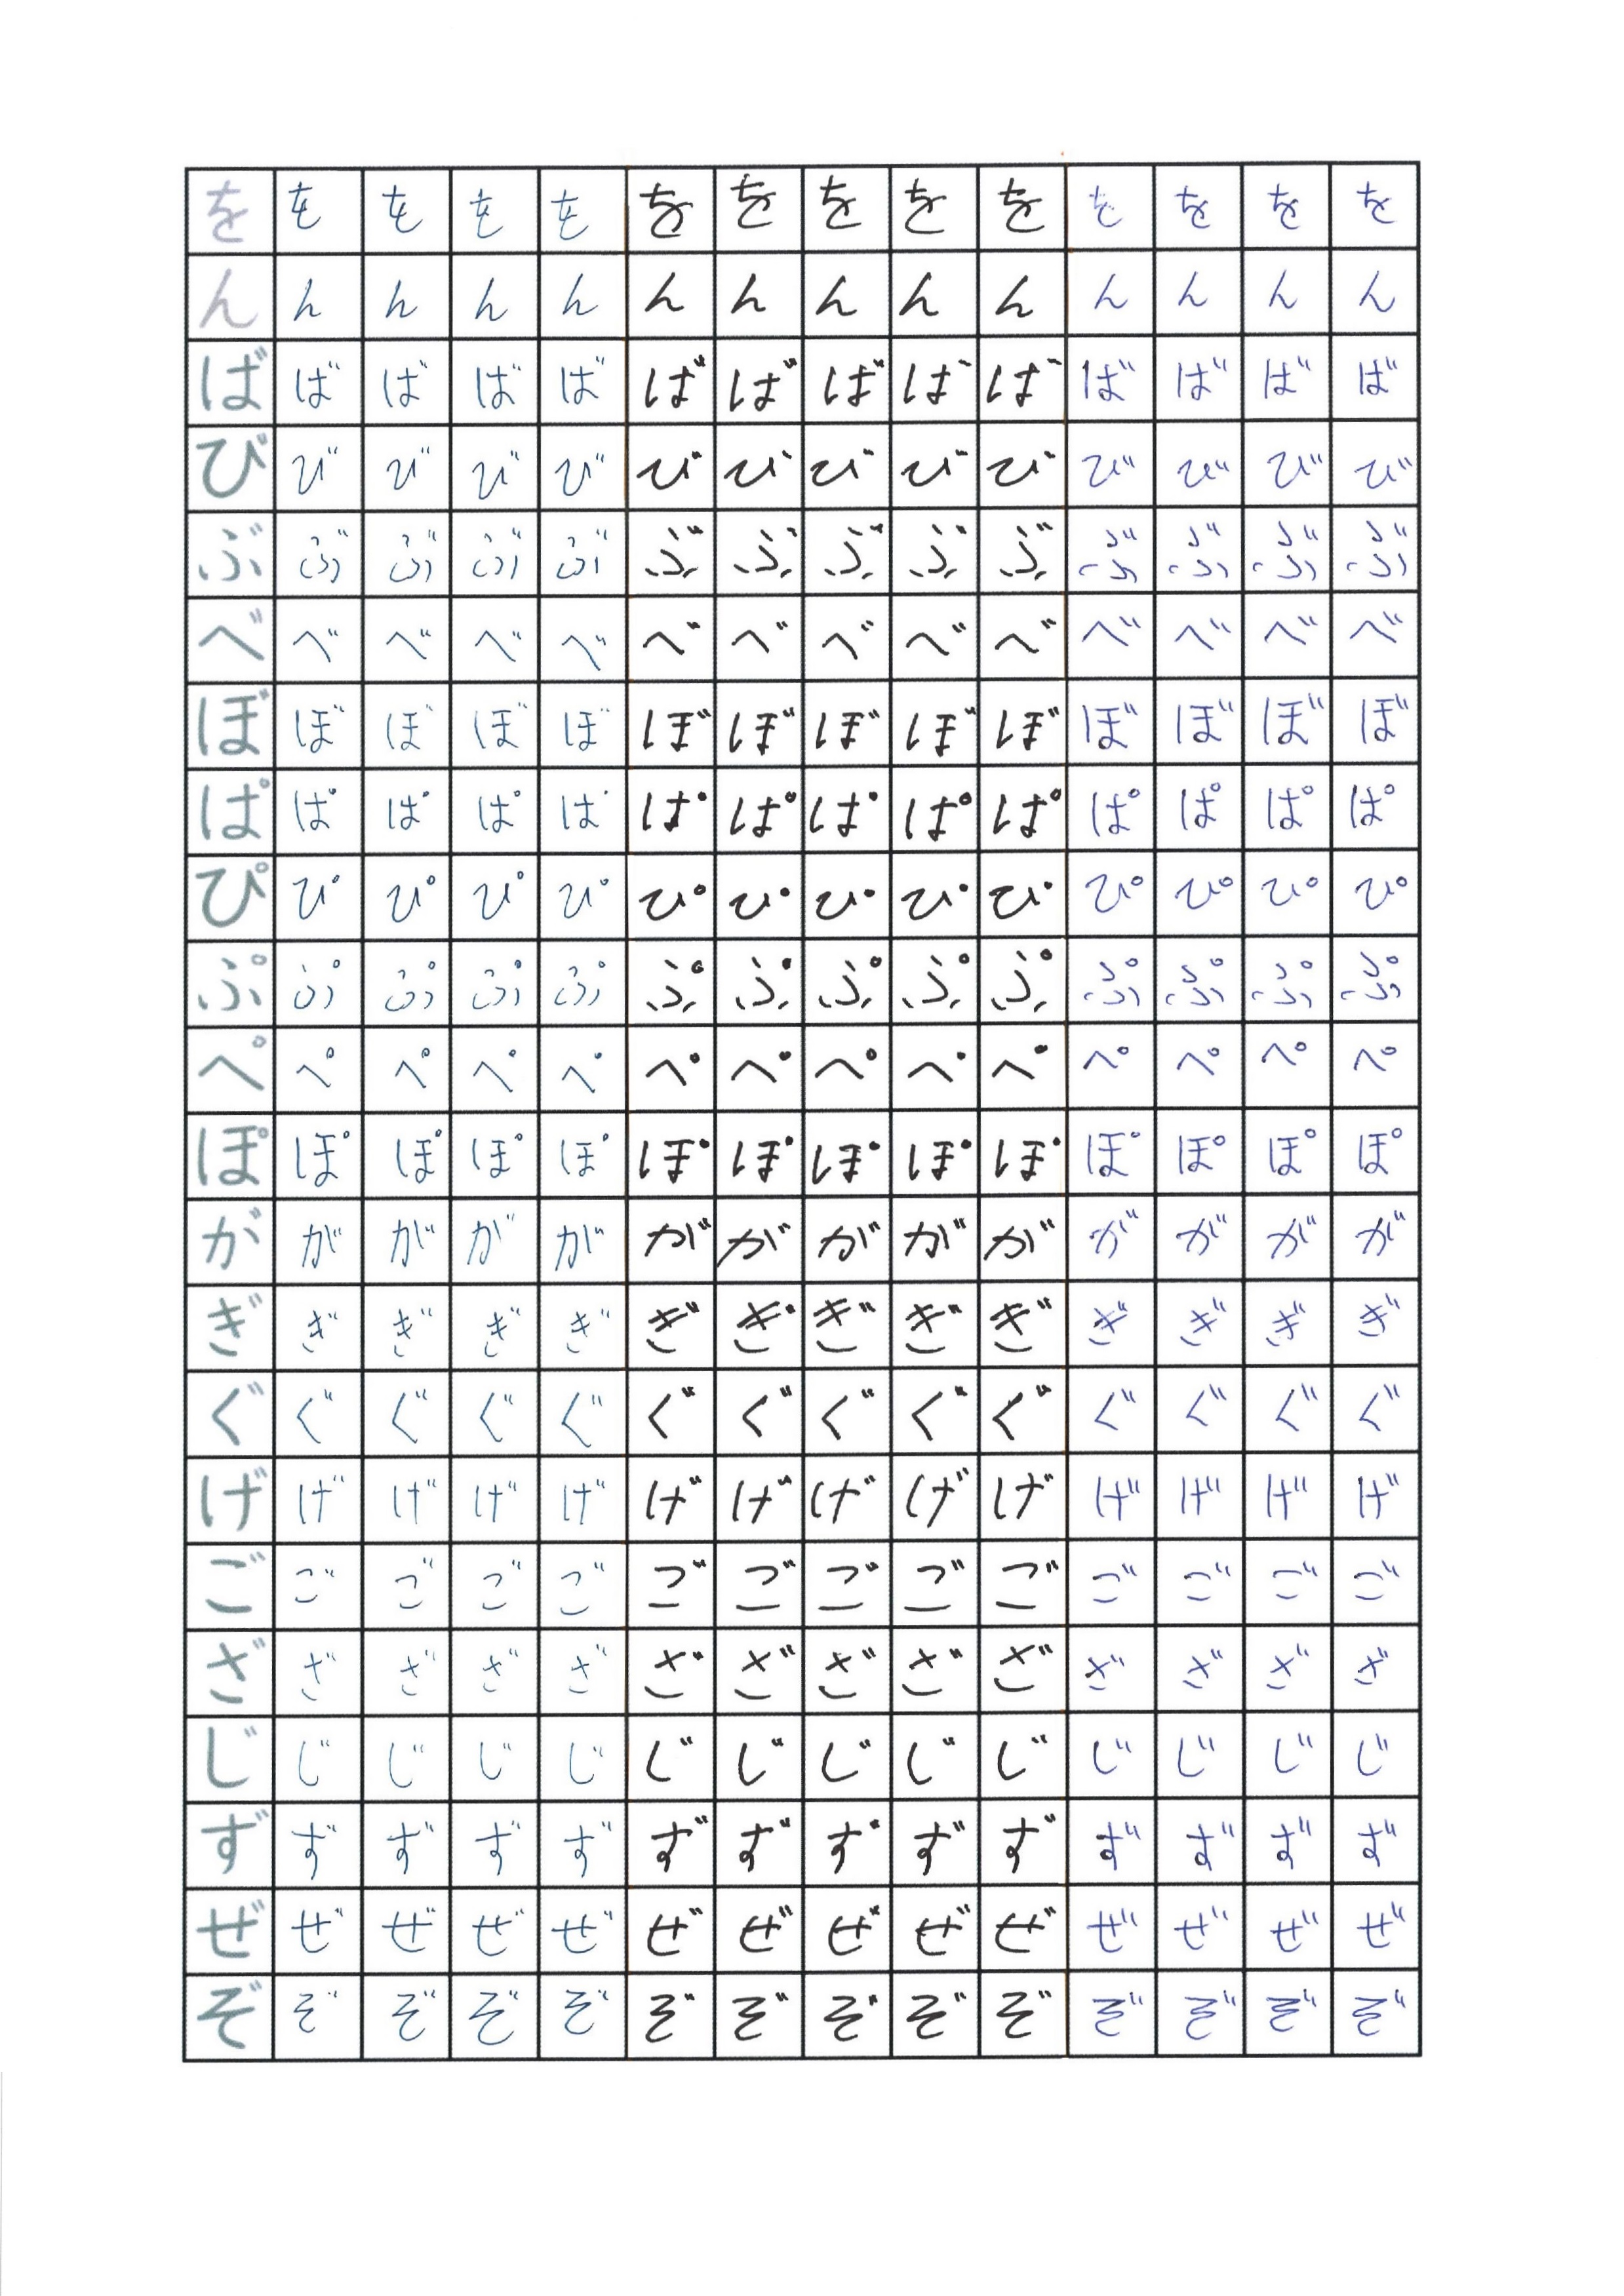 を を を を を を を を を を を を を を
ん ん ん ん ん ん ん ん ん ん ん ん ん ん
ば ば ば ば ば ば ば ば ば ば ば ば ば ば
び び び び び び び び び び び び び び
ぶ ぶ ぶ ぶ ぶ ぶ ぶ ぶ ぶ ぶ ぶ ぶ ぶ ぶ
べ べ べ べ べ べ べ べ べ べ べ べ べ べ
ぼ ぼ ぼ ぼ ぼ ぼ ぼ ぼ ぼ ぼ ぼ ぼ ぼ ぼ
ぱ ぱ ぱ ぱ ぱ ぱ ぱ ぱ ぱ ぱ ぱ ぱ ぱ ぱ
ぴ ぴ ぴ ぴ ぴ ぴ ぴ ぴ ぴ ぴ ぴ ぴ ぴ ぴ
ぷ ぷ ぷ ぷ ぷ ぷ ぷ ぷ ぷ ぷ ぷ ぷ ぷ ぷ
ぺ ぺ ぺ ぺ ぺ ぺ ぺ ぺ ぺ ぺ ぺ ぺ ぺ ぺ
ぽ ぽ ぽ ぽ ぽ ぽ ぽ ぽ ぽ ぽ ぽ ぽ ぽ ぽ
が が が が が が が が が が が が が が
ぎ ぎ ぎ ぎ ぎ ぎ ぎ ぎ ぎ ぎ ぎ ぎ ぎ ぎ
ぐ ぐ ぐ ぐ ぐ ぐ ぐ ぐ ぐ ぐ ぐ ぐ ぐ ぐ
げ げ げ げ げ げ げ げ げ げ げ げ げ げ
ご ご ご ご ご ご ご ご ご ご ご ご ご ご
ざ ざ ざ ざ ざ ざ ざ ざ ざ ざ ざ ざ ざ ざ
じ じ じ じ じ じ じ じ じ じ じ じ じ じ
ず ず ず ず ず ず ず ず ず ず ず ず ず ず
ぜ ぜ ぜ ぜ ぜ ぜ ぜ ぜ ぜ ぜ ぜ ぜ ぜ ぜ
ぞ ぞ ぞ ぞ ぞ ぞ ぞ ぞ ぞ ぞ ぞ ぞ ぞ ぞ